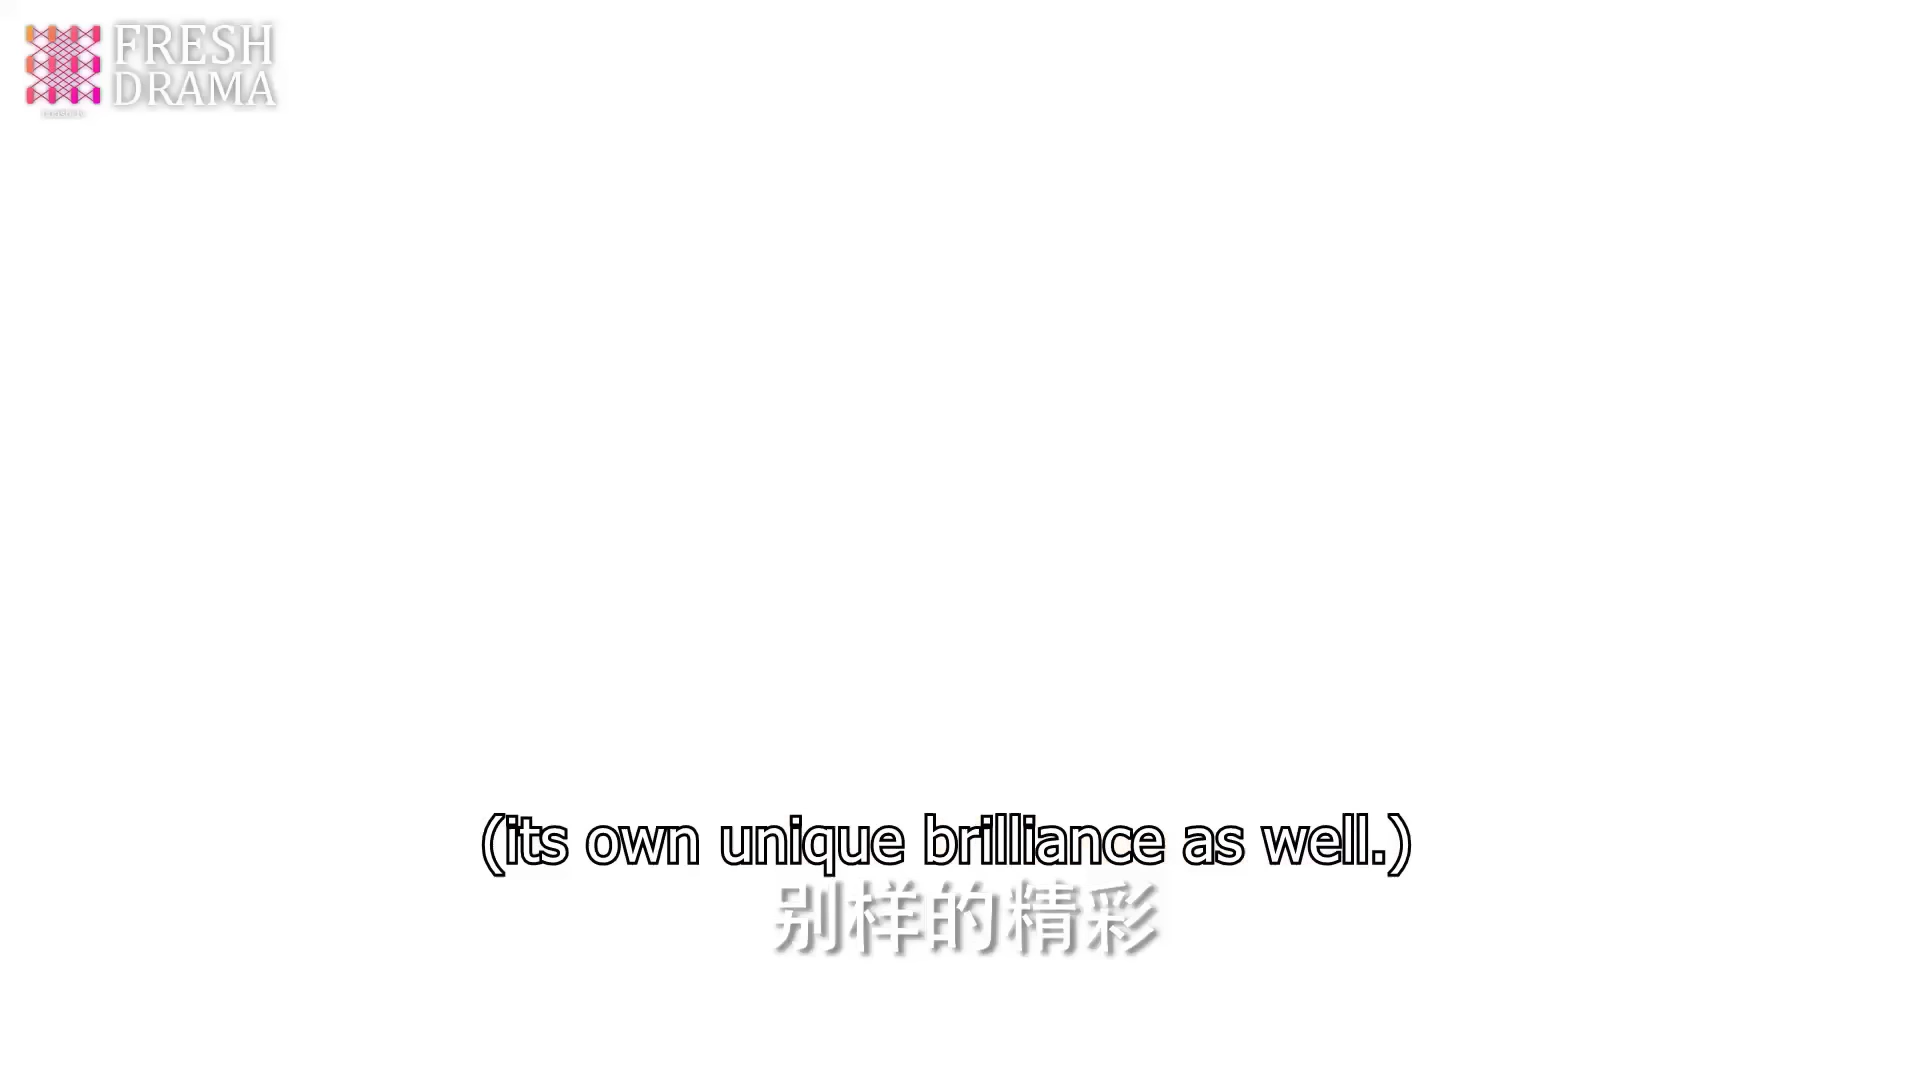 FRESH
DRAMA
(its own unique brilliance as well.)
别样的精彩